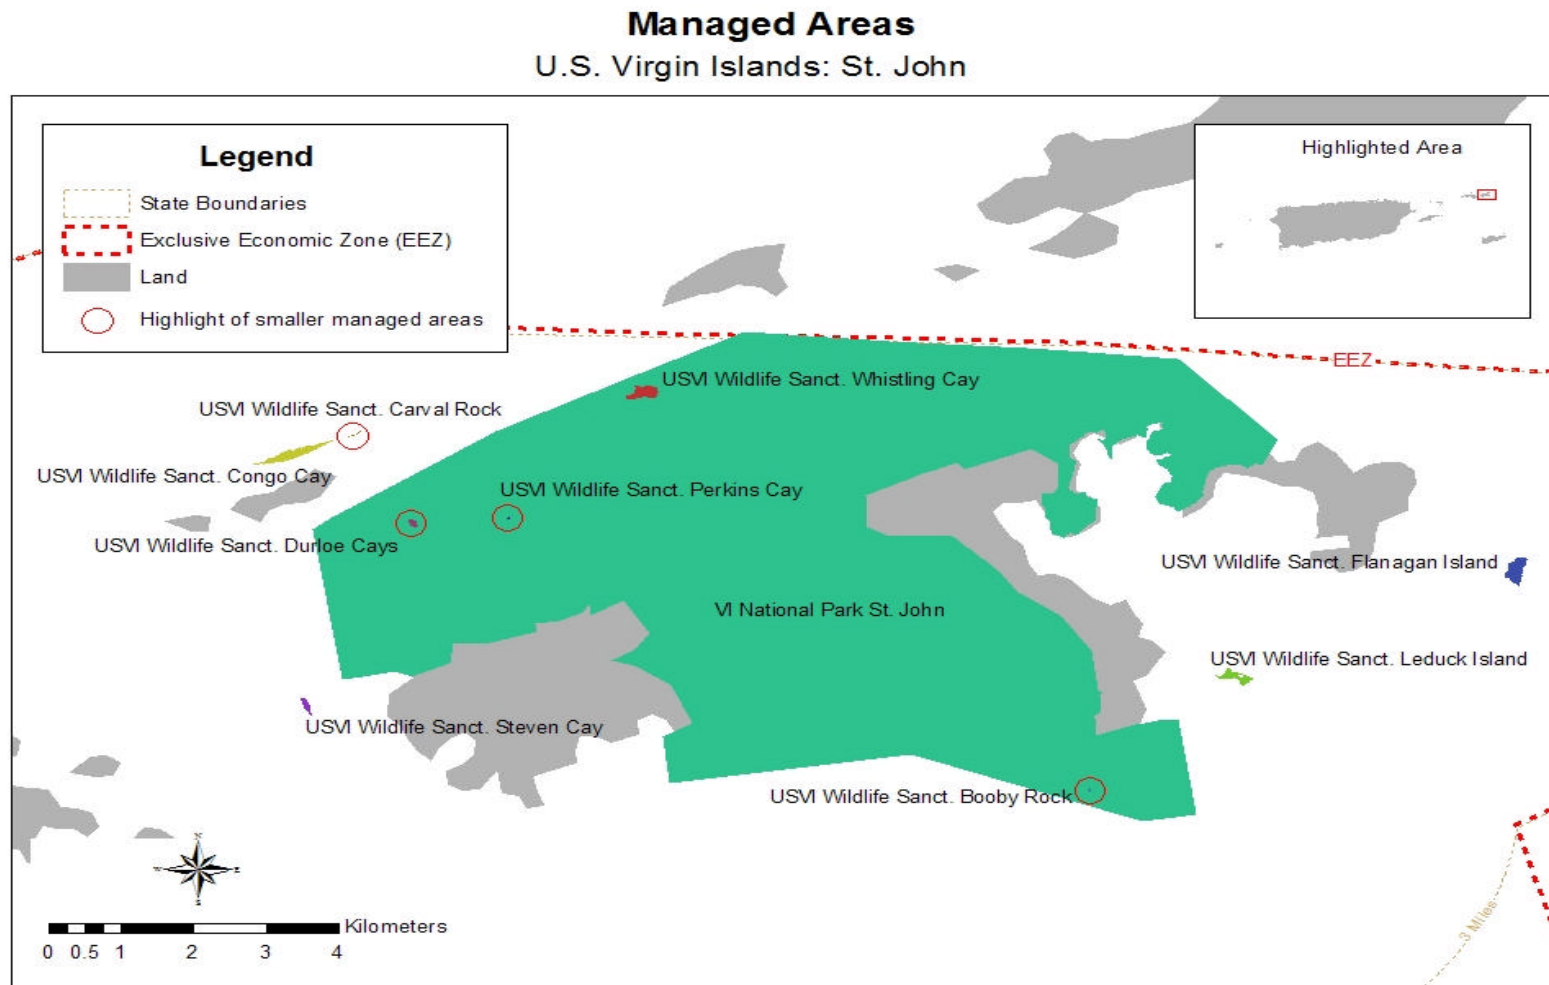 Managed Areas
U.S. Virgin Islands: St. John
Legend
State Boundaries
Exclusive Economic Zone (EEZ)
Land
Highlight of smaller managed areas
Highlighted Area
EEZ
USVI Wildlife Sanct. Whistling Cay
USVI Wildlife Sanct. Carval Rock
USVI Wildlife Sanct. Congo Cay
USVI Wildlife Sanct. Perkins Cay
USVI Wildlife Sanct. Durloe Cays
USVI Wildlife Sanct. Flanagan Island
VI National Park St. John
USVI Wildlife Sanct. Leduck Island
USVI Wildlife Sanct. Steven Cay
USVI Wildlife Sanct. Booby Rock
N
W E
S
3 Miles
Kilometers
0 0.5 1 2 3 4